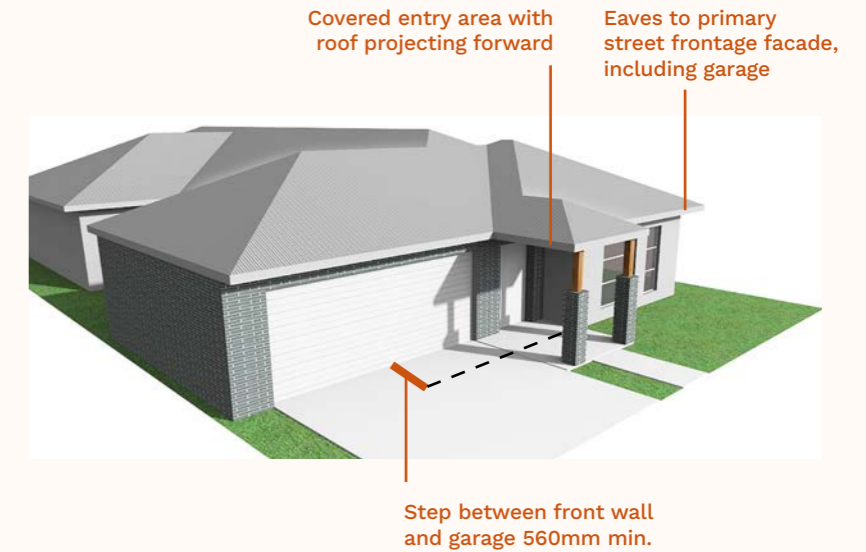 Covered entry area with
roof projecting forward
Eaves to primary
street frontage facade,
including garage
Step between front wall
and garage 560mm min.